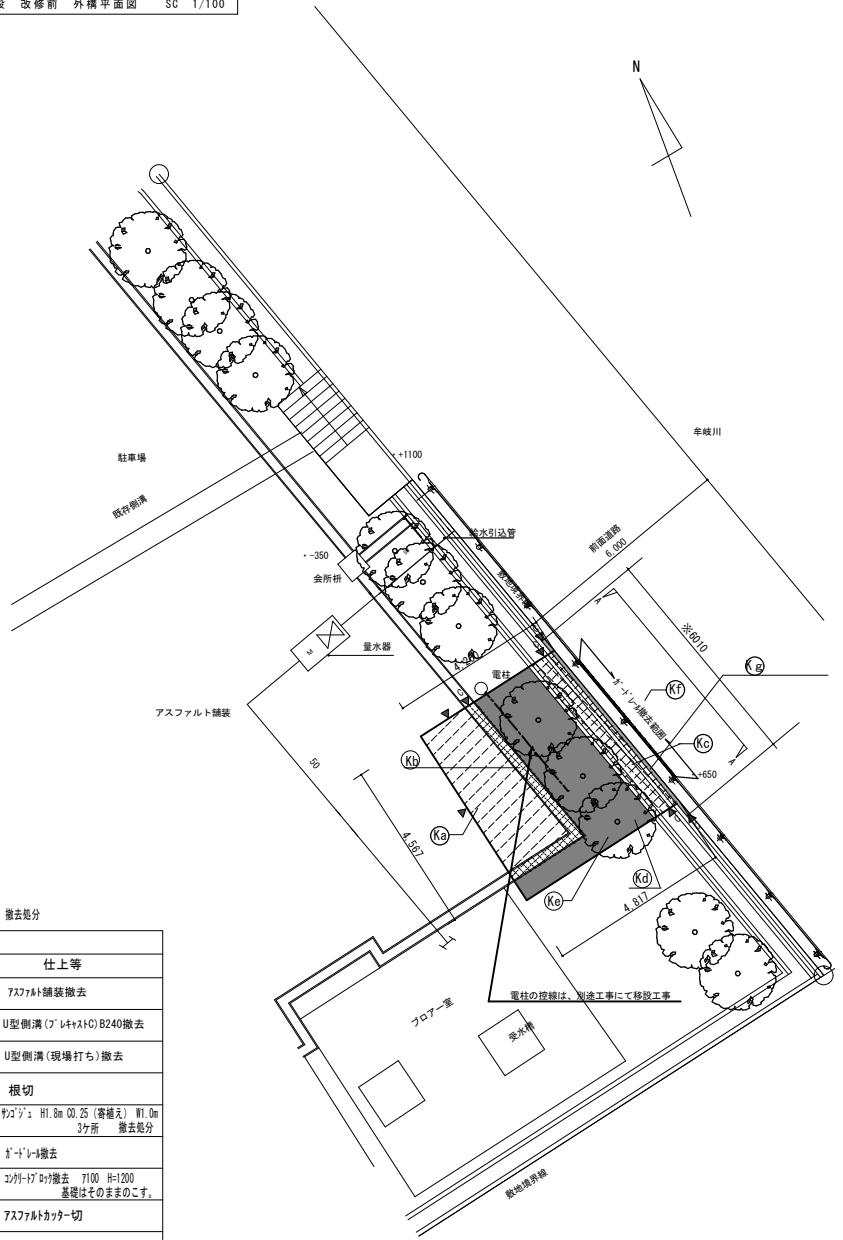 改修前 外構平面図 SC 1/100
N
牟岐川
駐車場
+1100
既存側溝
給水引込管
前面道路
6,000
-350
会所枡
敷地境界線
※6010
A
量水器
M
電柱
Kg
ガードレール撤去範囲
Kf
アスファルト舗装
Kc
Kb
50
+650
A
Ka
4,567
Kd
Ke
4,817
撤去処分
仕上等
アスファルト舗装撤去
U型側溝(プレキャストC)B240撤去
電柱の控線は、別途工事にて移設工事
ブロアー室
受水槽
U型側溝(現場打ち)撤去
根切
サンゴジュ H1.8m C0.25 (寄植え) W1.0m
3ケ所 撤去処分
ガードレール撤去
コンクリートブロック撤去 ア100 H=1200
基礎はそのままのこす。
敷地境界線
アスファルトカッター切